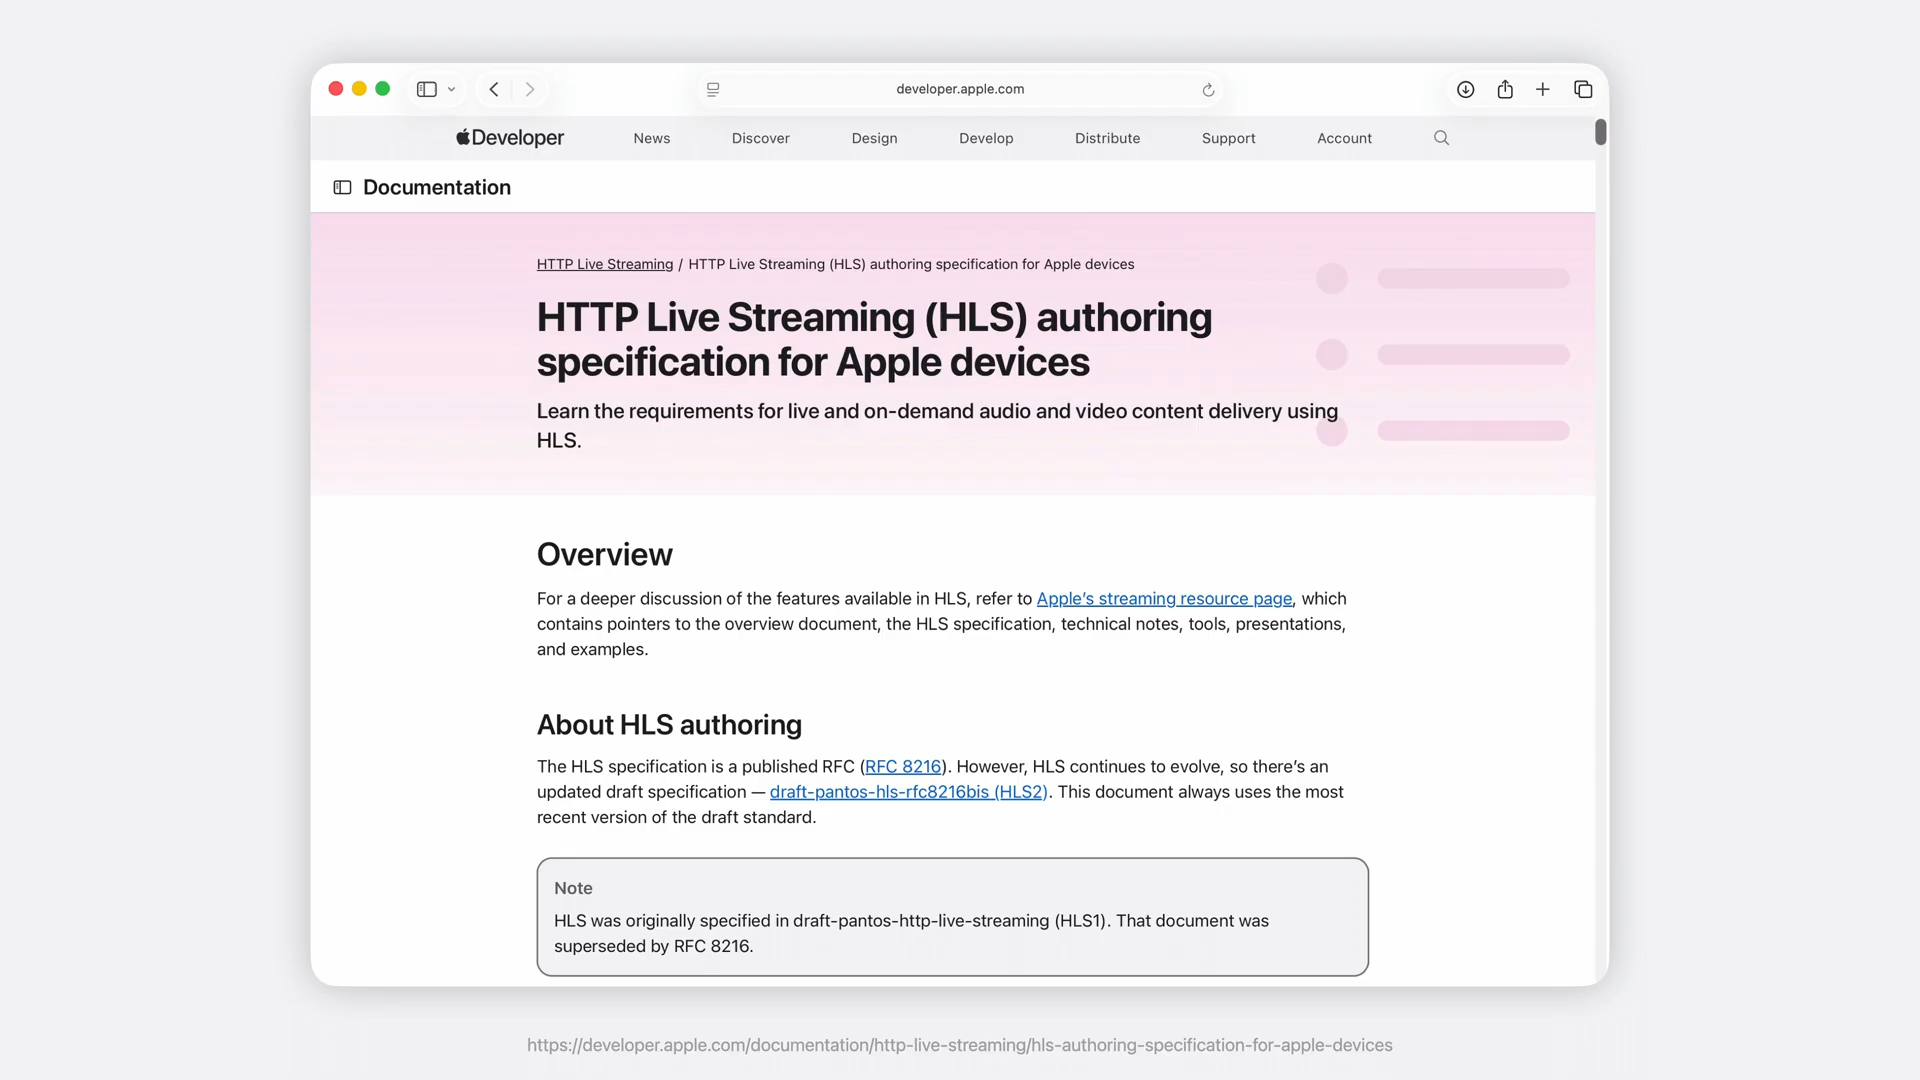 developer.apple.com
Developer News Discover Design Develop Distribute Support Account
Documentation
HTTP Live Streaming / HTTP Live Streaming (HLS) authoring specification for Apple devices
HTTP Live Streaming (HLS) authoring
specification for Apple devices
Learn the requirements for live and on-demand audio and video content delivery using
HLS.
Overview
For a deeper discussion of the features available in HLS, refer to Apple’s streaming resource page, which
contains pointers to the overview document, the HLS specification, technical notes, tools, presentations,
and examples.
About HLS authoring
The HLS specification is a published RFC (RFC 8216). However, HLS continues to evolve, so there’s an
updated draft specification — draft-pantos-hls-rfc8216bis (HLS2). This document always uses the most
recent version of the draft standard.
Note
HLS was originally specified in draft-pantos-http-live-streaming (HLS1). That document was
superseded by RFC 8216.
https://developer.apple.com/documentation/http-live-streaming/hls-authoring-specification-for-apple-devices